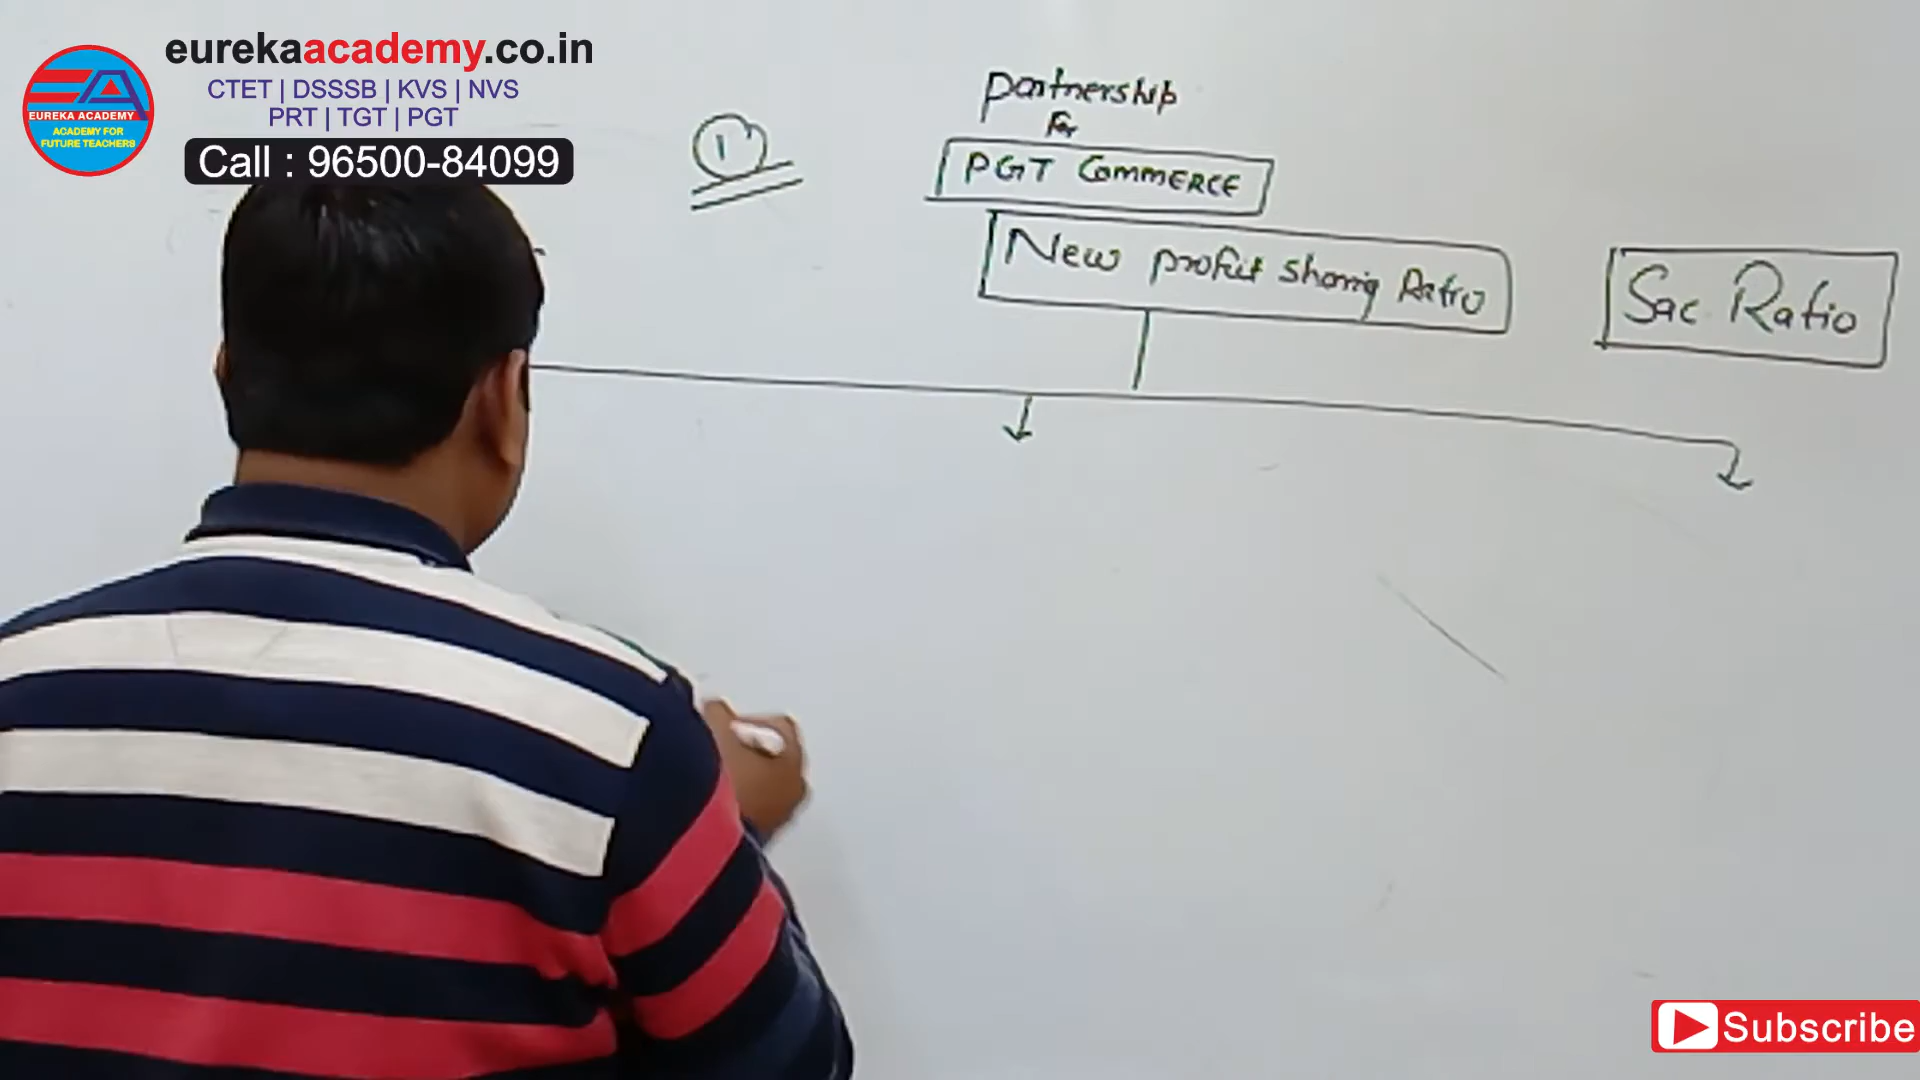 eurekaacademy.co.in
CTET | DSSSB | KVS | NVS
PRT | TGT | PGT
Call : 96500-84099
EUREKA ACADEMY
ACADEMY FOR
FUTURE TEACHERS
1
Partnership
For
PGT COMMERCE
New profit sharing Ratio
Sac Ratio
Subscribe